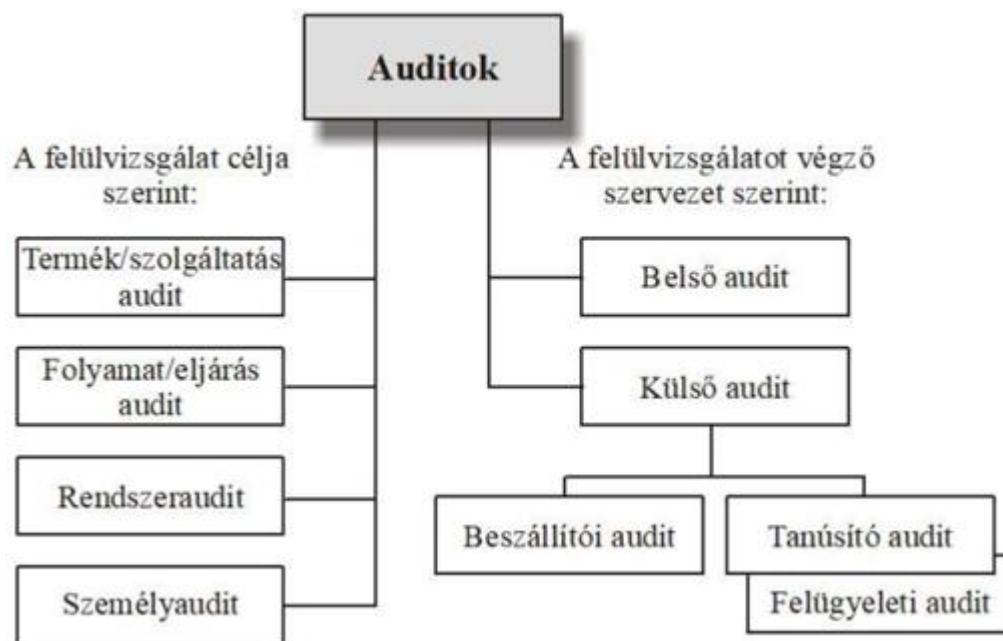 Auditok
A felülvizsgálat célja
szerint:
Termék/szolgáltatás
audit
Folyamat/eljárás
audit
Rendszeraudit
Személyaudit
A felülvizsgálatot végző
szervezet szerint:
Belső audit
Külső audit
Beszállítói audit
Tanúsító audit
Felügyeleti audit